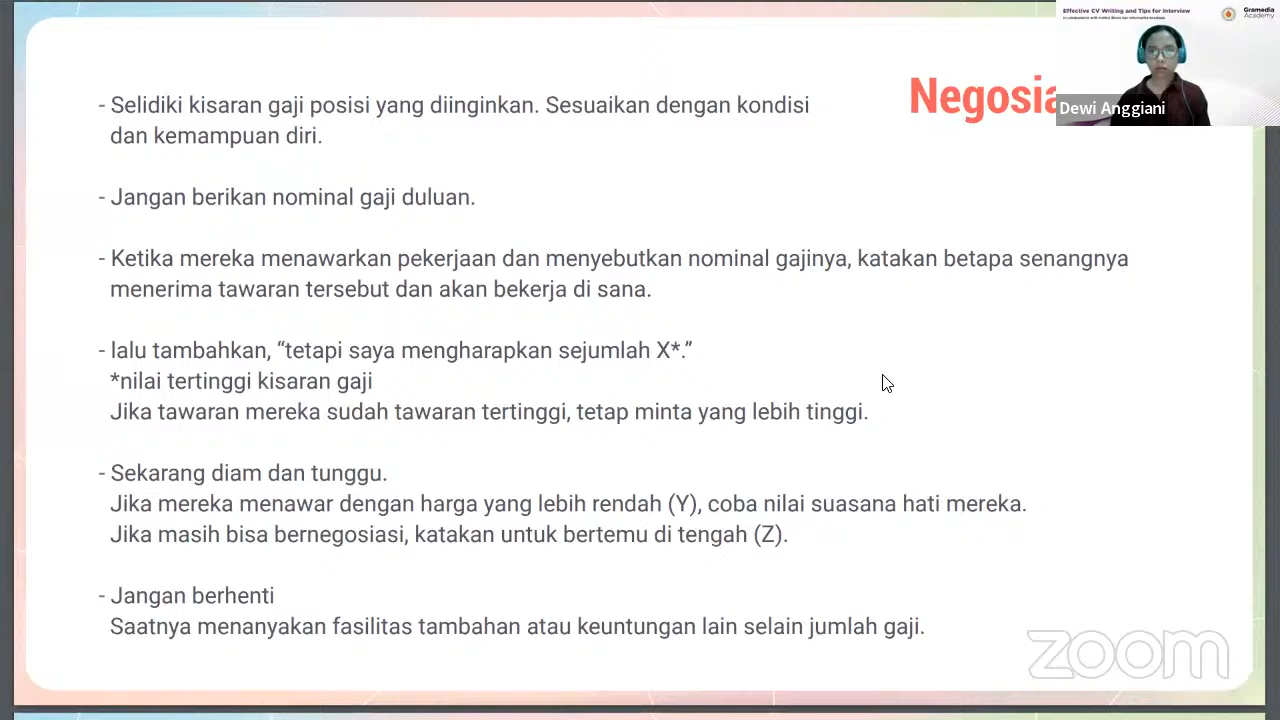 Effective CV Writing and Tips for Interview
Gramedia
Academy
Negosia
Dewi Anggiani
- Selidiki kisaran gaji posisi yang diinginkan. Sesuaikan dengan kondisi
dan kemampuan diri.
- Jangan berikan nominal gaji duluan.
- Ketika mereka menawarkan pekerjaan dan menyebutkan nominal gajinya, katakan betapa senangnya
menerima tawaran tersebut dan akan bekerja di sana.
- lalu tambahkan, “tetapi saya mengharapkan sejumlah X*.”
*nilai tertinggi kisaran gaji
Jika tawaran mereka sudah tawaran tertinggi, tetap minta yang lebih tinggi.
- Sekarang diam dan tunggu.
Jika mereka menawar dengan harga yang lebih rendah (Y), coba nilai suasana hati mereka.
Jika masih bisa bernegosiasi, katakan untuk bertemu di tengah (Z).
- Jangan berhenti
Saatnya menanyakan fasilitas tambahan atau keuntungan lain selain jumlah gaji.
zoom